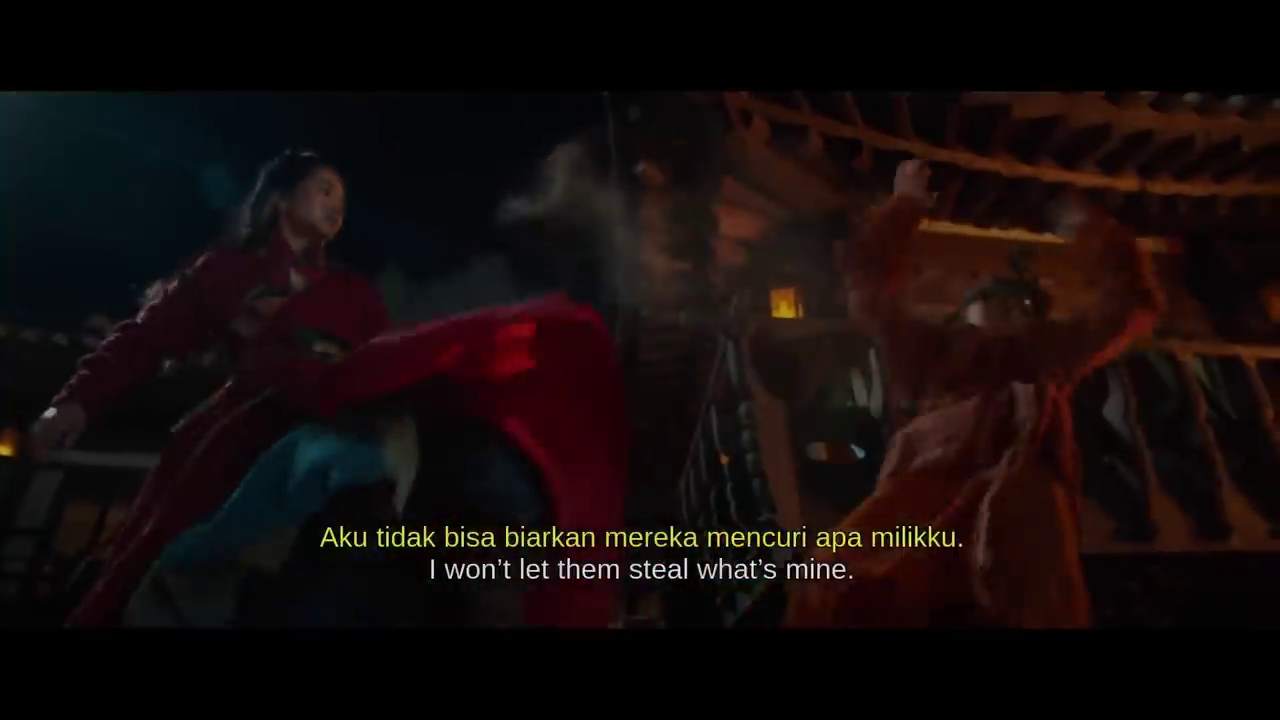 Aku tidak bisa biarkan mereka mencuri apa milikku.
I won’t let them steal what’s mine.